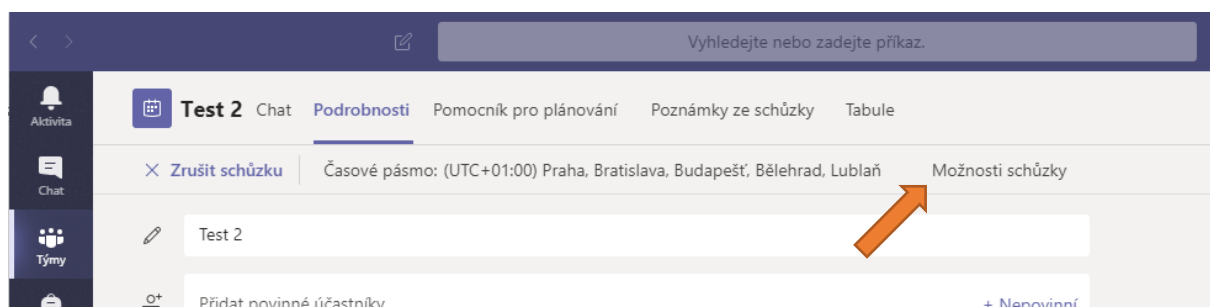 Vyhledejte nebo zadejte příkaz.
Aktivita
Test 2 Chat Podrobnosti Pomocník pro plánování Poznámky ze schůzky Tabule
Chat
Zrušit schůzku Časové pásmo: (UTC+01:00) Praha, Bratislava, Budapešť, Bělehrad, Lublaň Možnosti schůzky
Týmy
Test 2
Přidat povinné účastníky + Nepovinní